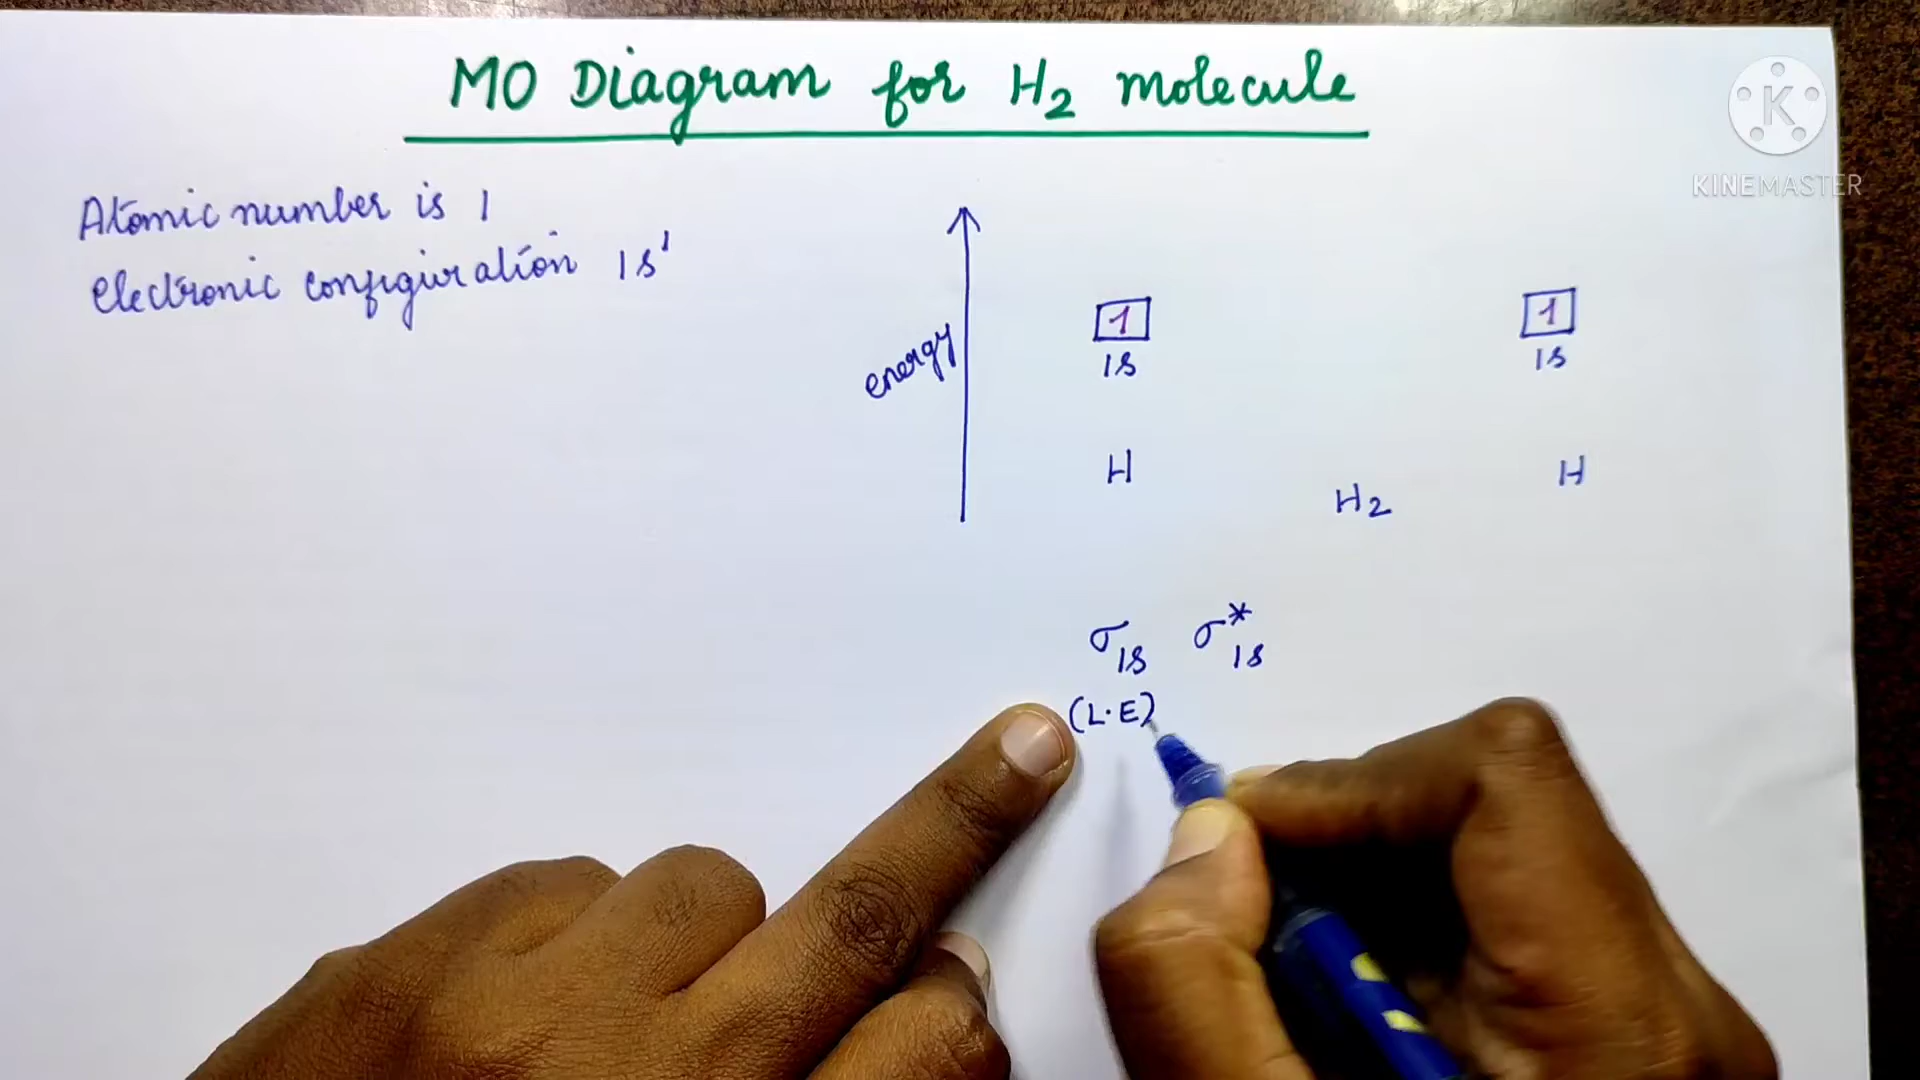 MO Diagram for H₂ molecule
K
KINEMASTER
Atomic number is 1
Electronic configuration 1s¹
energy
1 1
1s 1s
H H
H₂
σ1s σ*1s
(L.E)